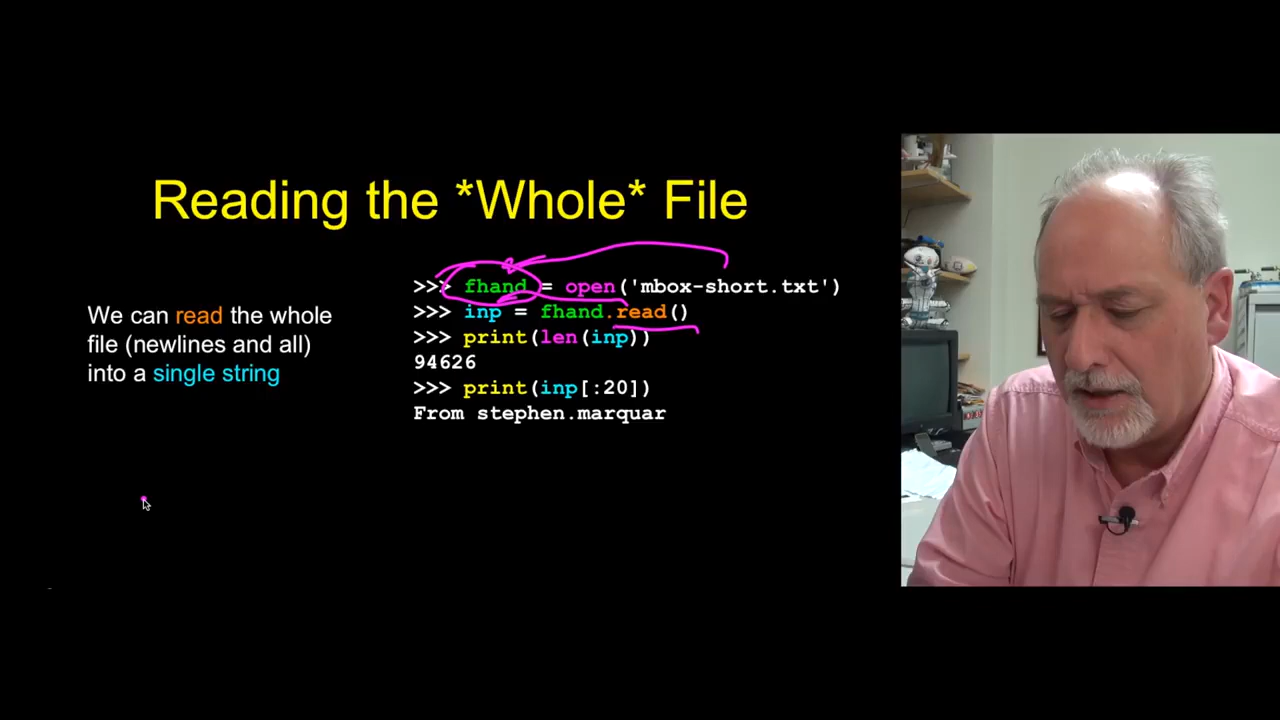 Reading the *Whole* File
We can read the whole
file (newlines and all)
into a single string
>>> fhand = open('mbox-short.txt')
>>> inp = fhand.read()
>>> print(len(inp))
94626
>>> print(inp[:20])
From stephen.marquar